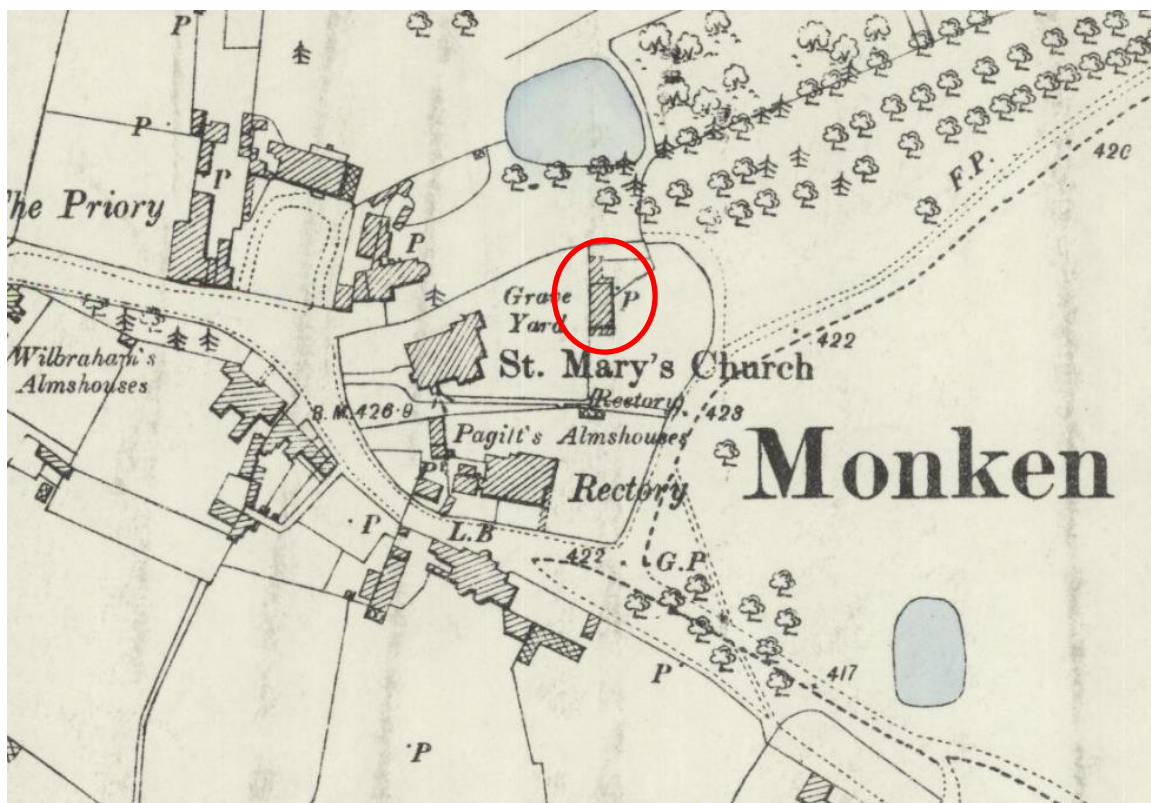 P
P
P
The Priory
P
420
F.P.
Grave
Yard
P
422
Wilbraham's
Almshouses
St. Mary's Church
(Rectory)
B.M. 426·9
423
Pagitt's Almshouses
Monken
P
Rectory
P
L.B
422
G.P
P
417
P